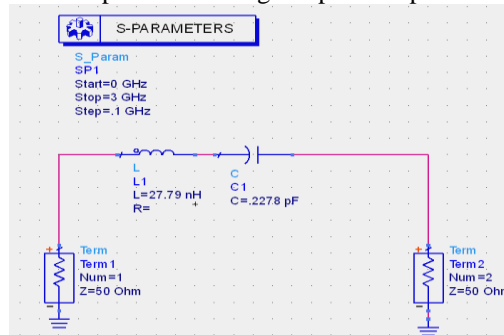 S-PARAMETERS
S_Param
SP1
Start=0 GHz
Stop=3 GHz
Step=.1 GHz
L
L1
L=27.79 nH
R=
C
C1
C=.2278 pF
Term
Term1
Num=1
Z=50 Ohm
Term
Term2
Num=2
Z=50 Ohm